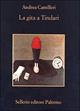 Andrea Camilleri
La gita a Tindari
Sellerio editore Palermo